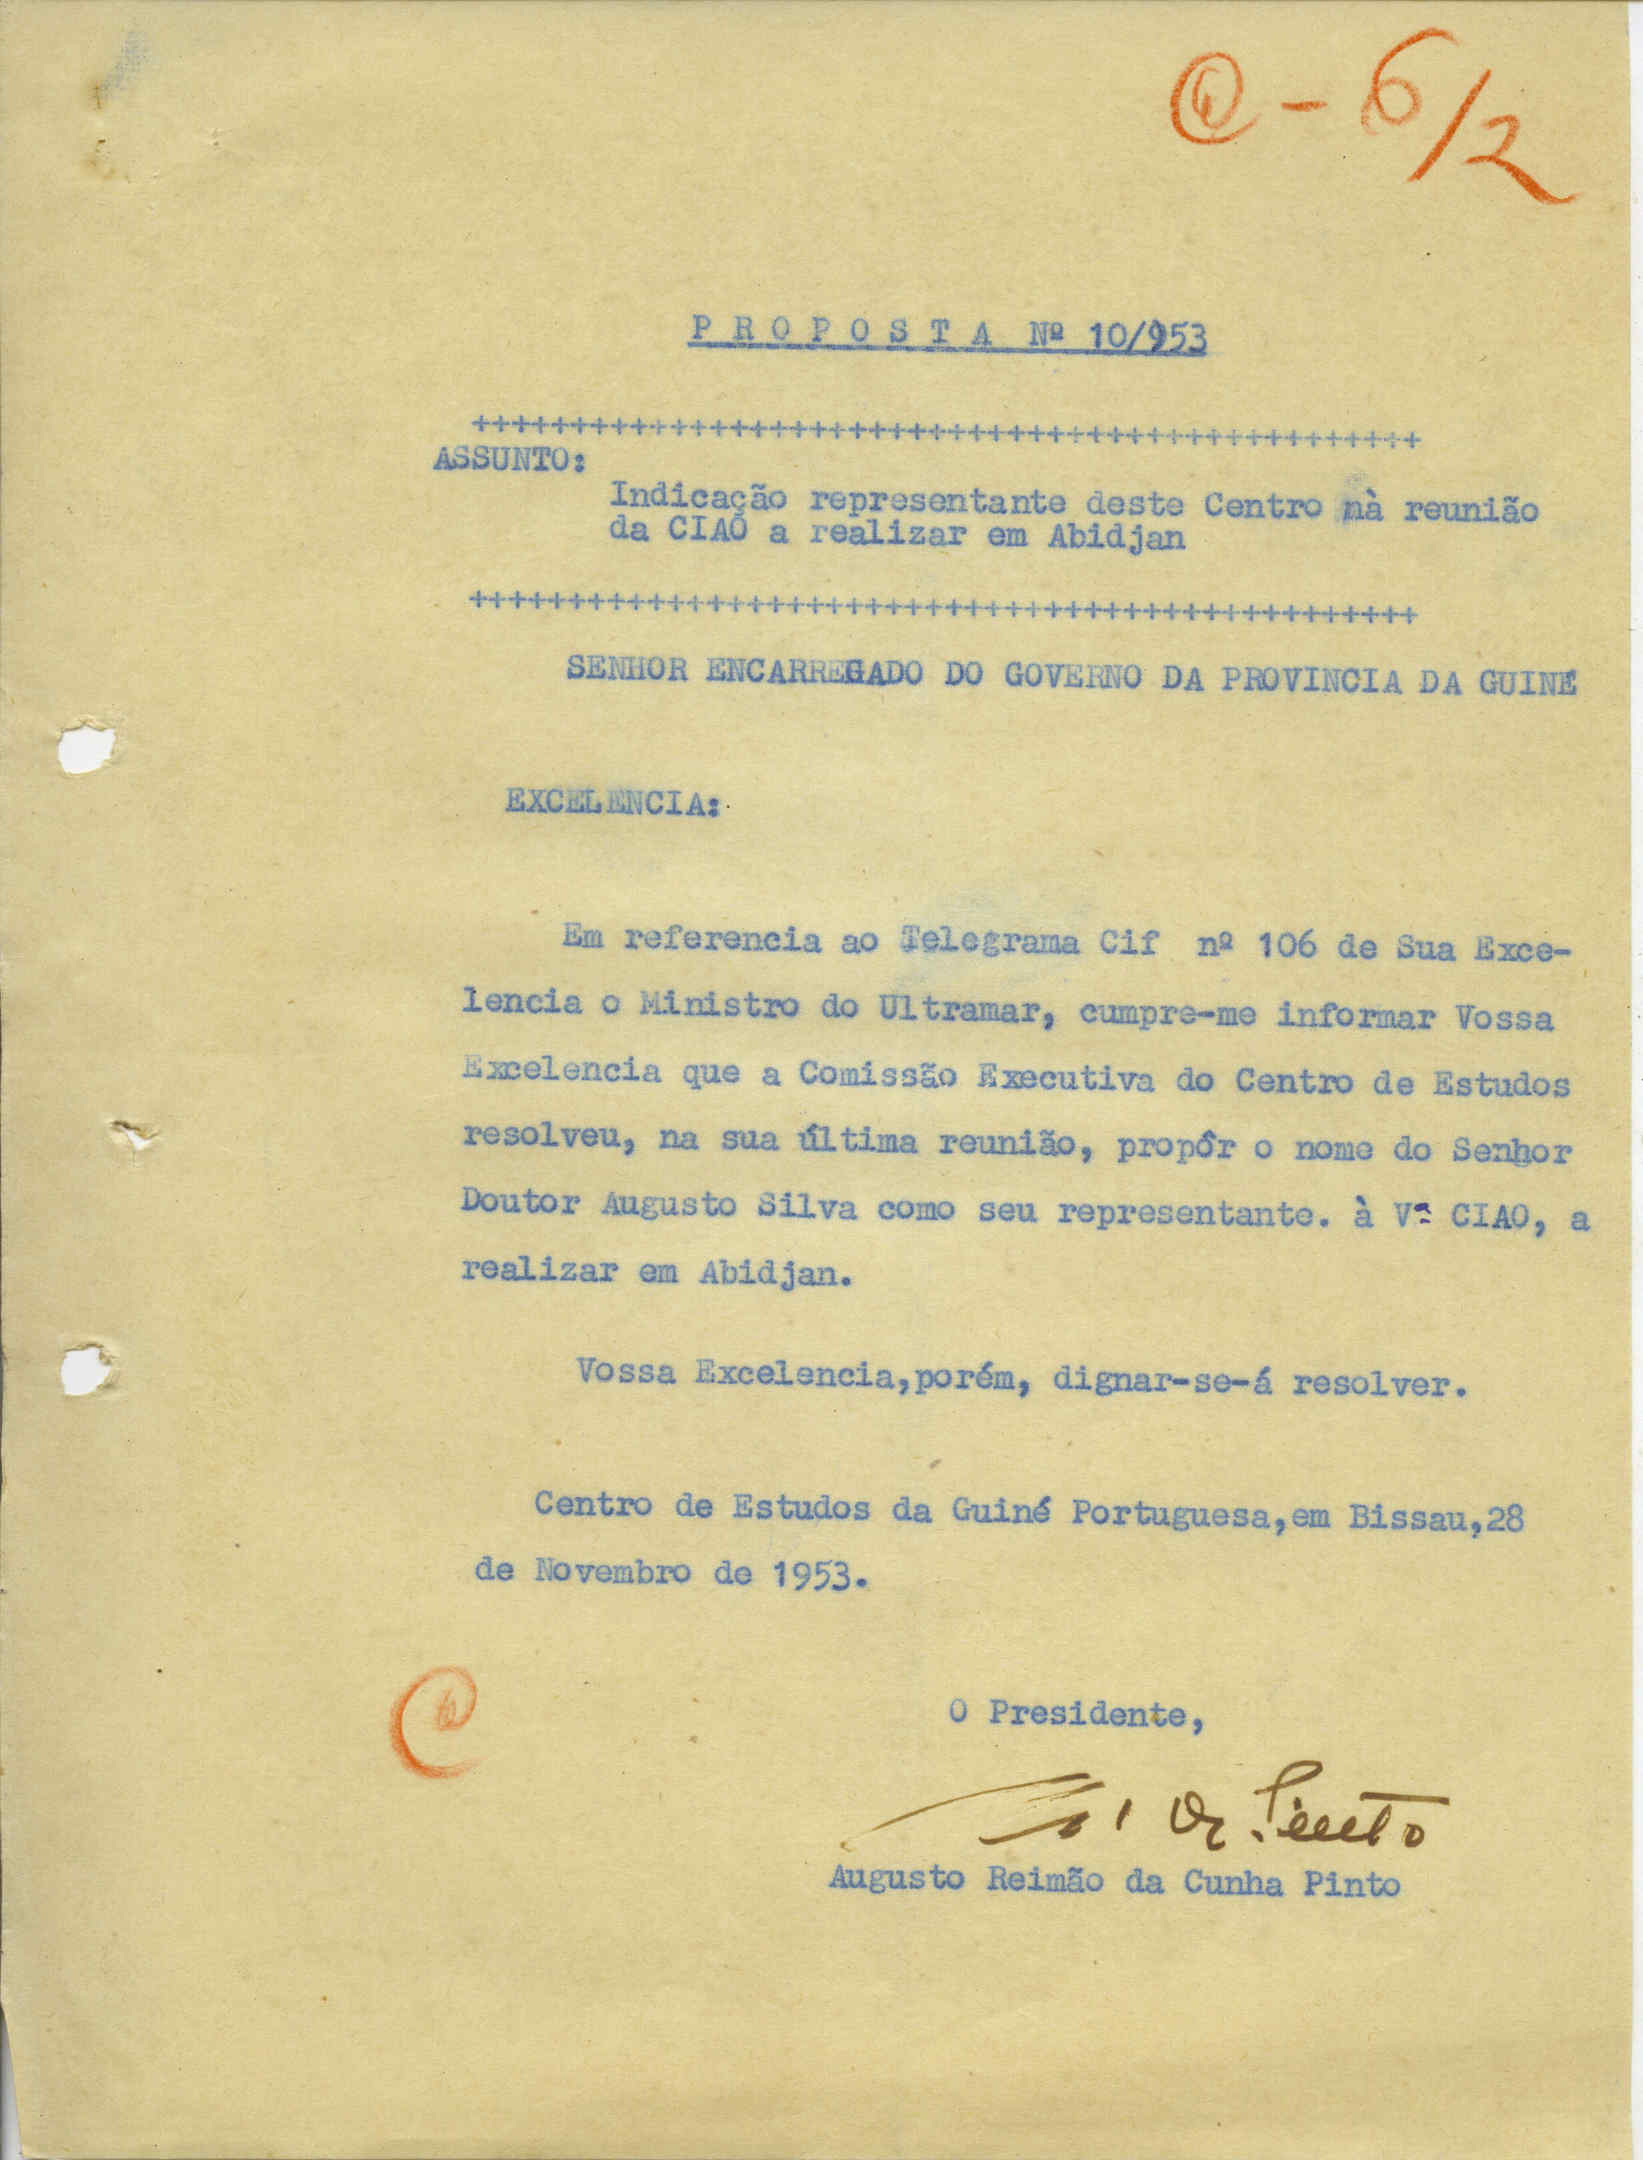 @ - 6/2
P R O P O S T A Nº 10/953
++++++++++++++++++++++++++++++++++++++++++++++++
ASSUNTO:
Indicação representante deste Centro nà reunião
da CIAO a realizar em Abidjan
++++++++++++++++++++++++++++++++++++++++++++++++
SENHOR ENCARREGADO DO GOVERNO DA PROVINCIA DA GUINÉ
EXCELENCIA:
Em referencia ao Telegrama Cif nº 106 de Sua Exce-
lencia o Ministro do Ultramar, cumpre-me informar Vossa
Excelencia que a Comissão Executiva do Centro de Estudos
resolveu, na sua última reunião, propôr o nome do Senhor
Doutor Augusto Silva como seu representante. à Vª CIAO, a
realizar em Abidjan.
Vossa Excelencia,porém, dignar-se-á resolver.
Centro de Estudos da Guiné Portuguesa,em Bissau,28
de Novembro de 1953.
O Presidente,
Pinto
Augusto Reimão da Cunha Pinto